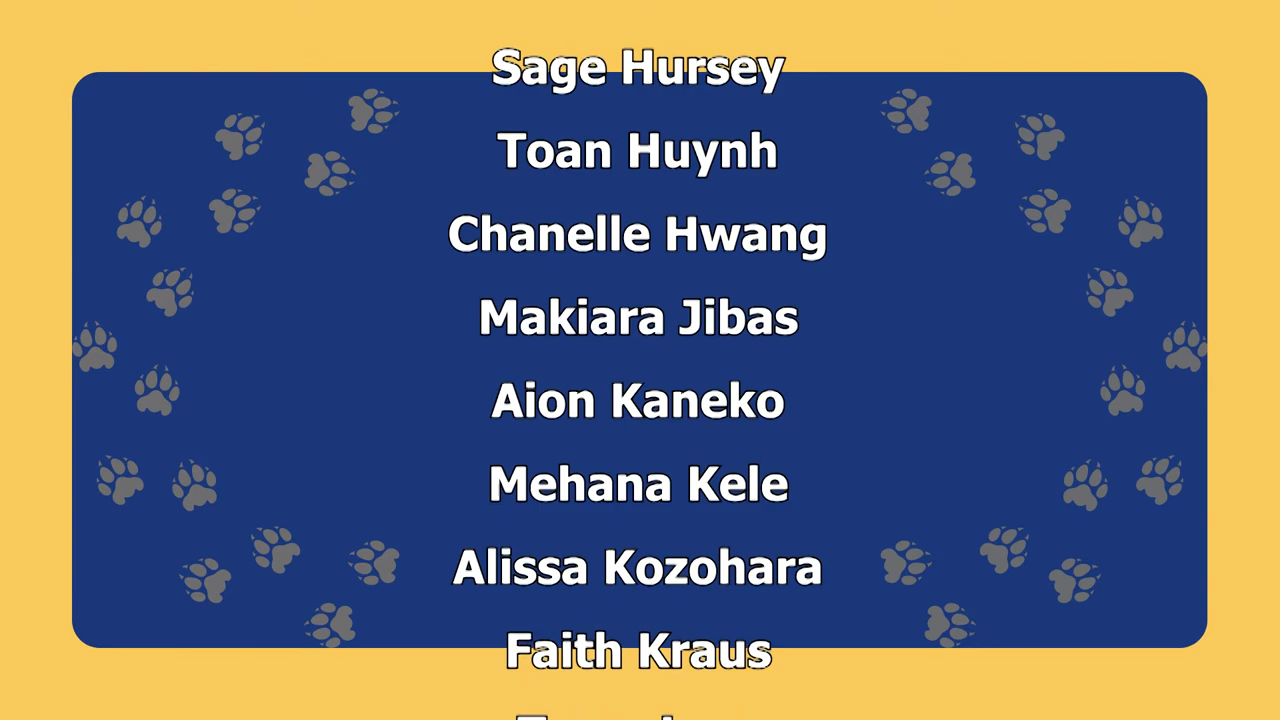 Sage Hursey
Toan Huynh
Chanelle Hwang
Makiara Jibas
Aion Kaneko
Mehana Kele
Alissa Kozohara
Faith Kraus